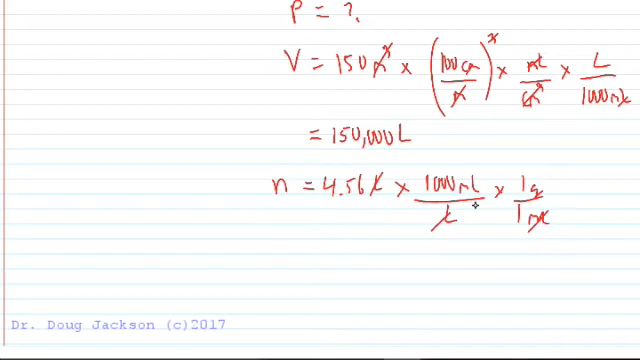 P = ?
V = 150 m³ × (100 cm / m)³ × mL / cm³ × L / 1000 mL
= 150,000 L
n = 4.56 L × 1000 mL / L × 1 g / 1 mL
Dr. Doug Jackson (c)2017